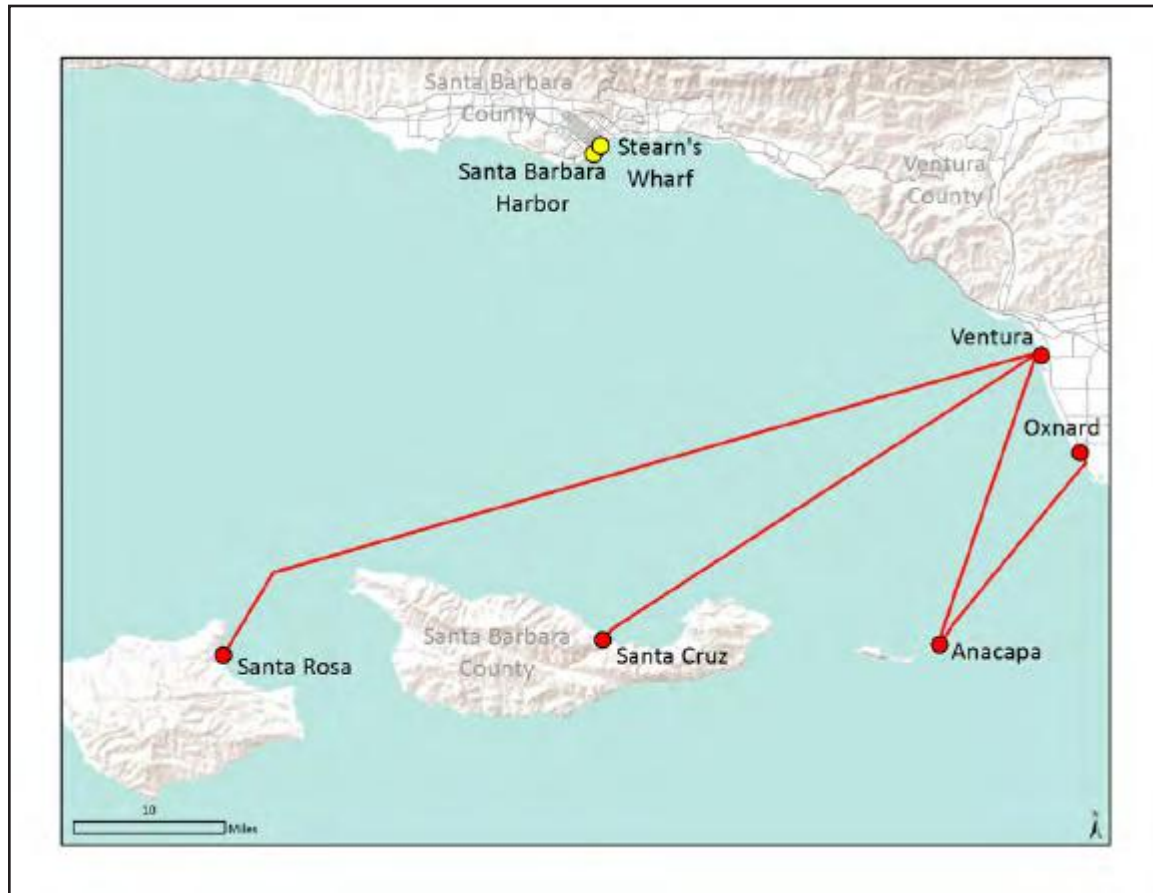 Santa Barbara
County
Stearn's
Wharf
Santa Barbara
Harbor
Ventura
County
Ventura
Oxnard
Santa Barbara
County
Santa Rosa
Santa Cruz
Anacapa
10
Miles
N